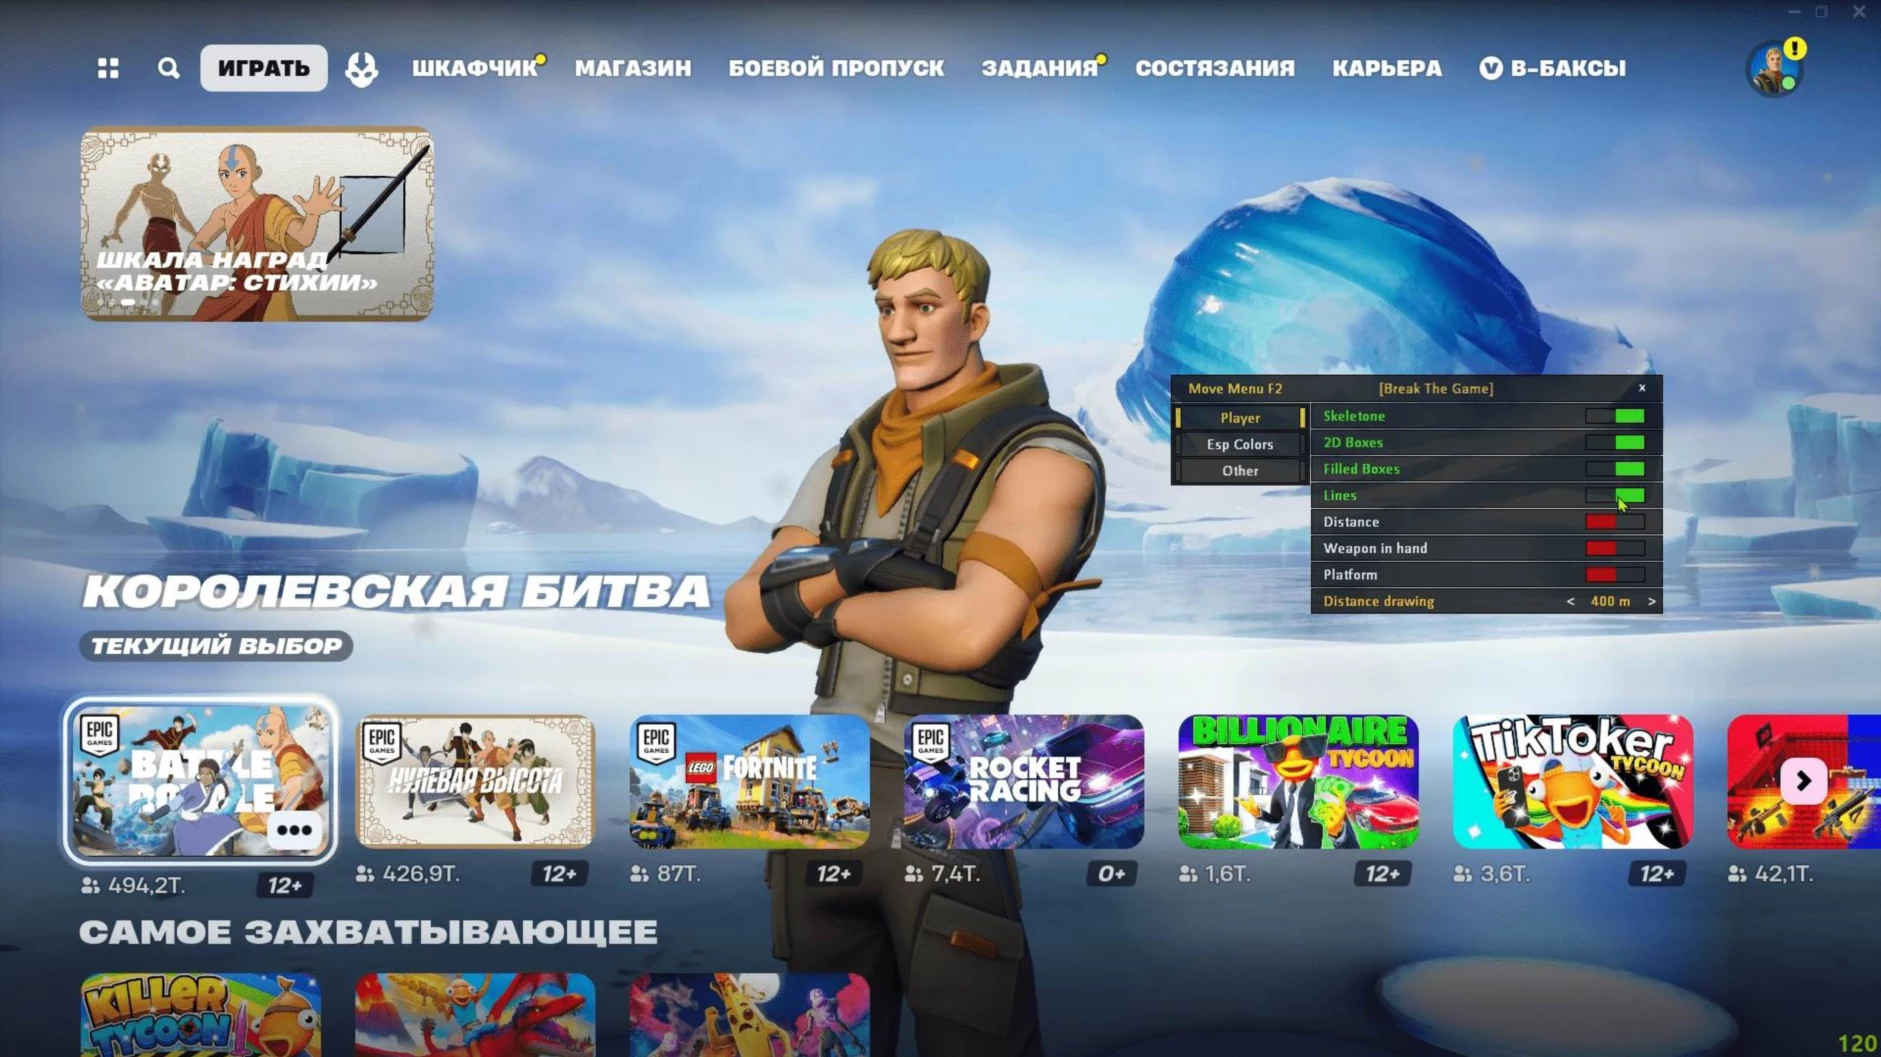 ИГРАТЬ
ШКАФЧИК
МАГАЗИН
БОЕВОЙ ПРОПУСК
ЗАДАНИЯ
СОСТЯЗАНИЯ
КАРЬЕРА
V В-БАКСЫ
!
ШКАЛА НАГРАД
«АВАТАР: СТИХИИ»
Move Menu F2
[Break The Game]
x
Player
Esp Colors
Other
Skeletone
2D Boxes
Filled Boxes
Lines
Distance
Weapon in hand
Platform
Distance drawing
< 400 m >
КОРОЛЕВСКАЯ БИТВА
ТЕКУЩИЙ ВЫБОР
EPIC
GAMES
BATTLE
ROYALE
494,2Т.
12+
EPIC
GAMES
НУЛЕВАЯ ВЫСОТА
426,9Т.
12+
EPIC
GAMES
LEGO FORTNITE
87Т.
12+
EPIC
GAMES
ROCKET
RACING
7,4Т.
0+
BILLIONAIRE
TYCOON
1,6Т.
12+
TikToker
TYCOON
3,6Т.
12+
42,1Т.
САМОЕ ЗАХВАТЫВАЮЩЕЕ
KILLER
TYCOON
120